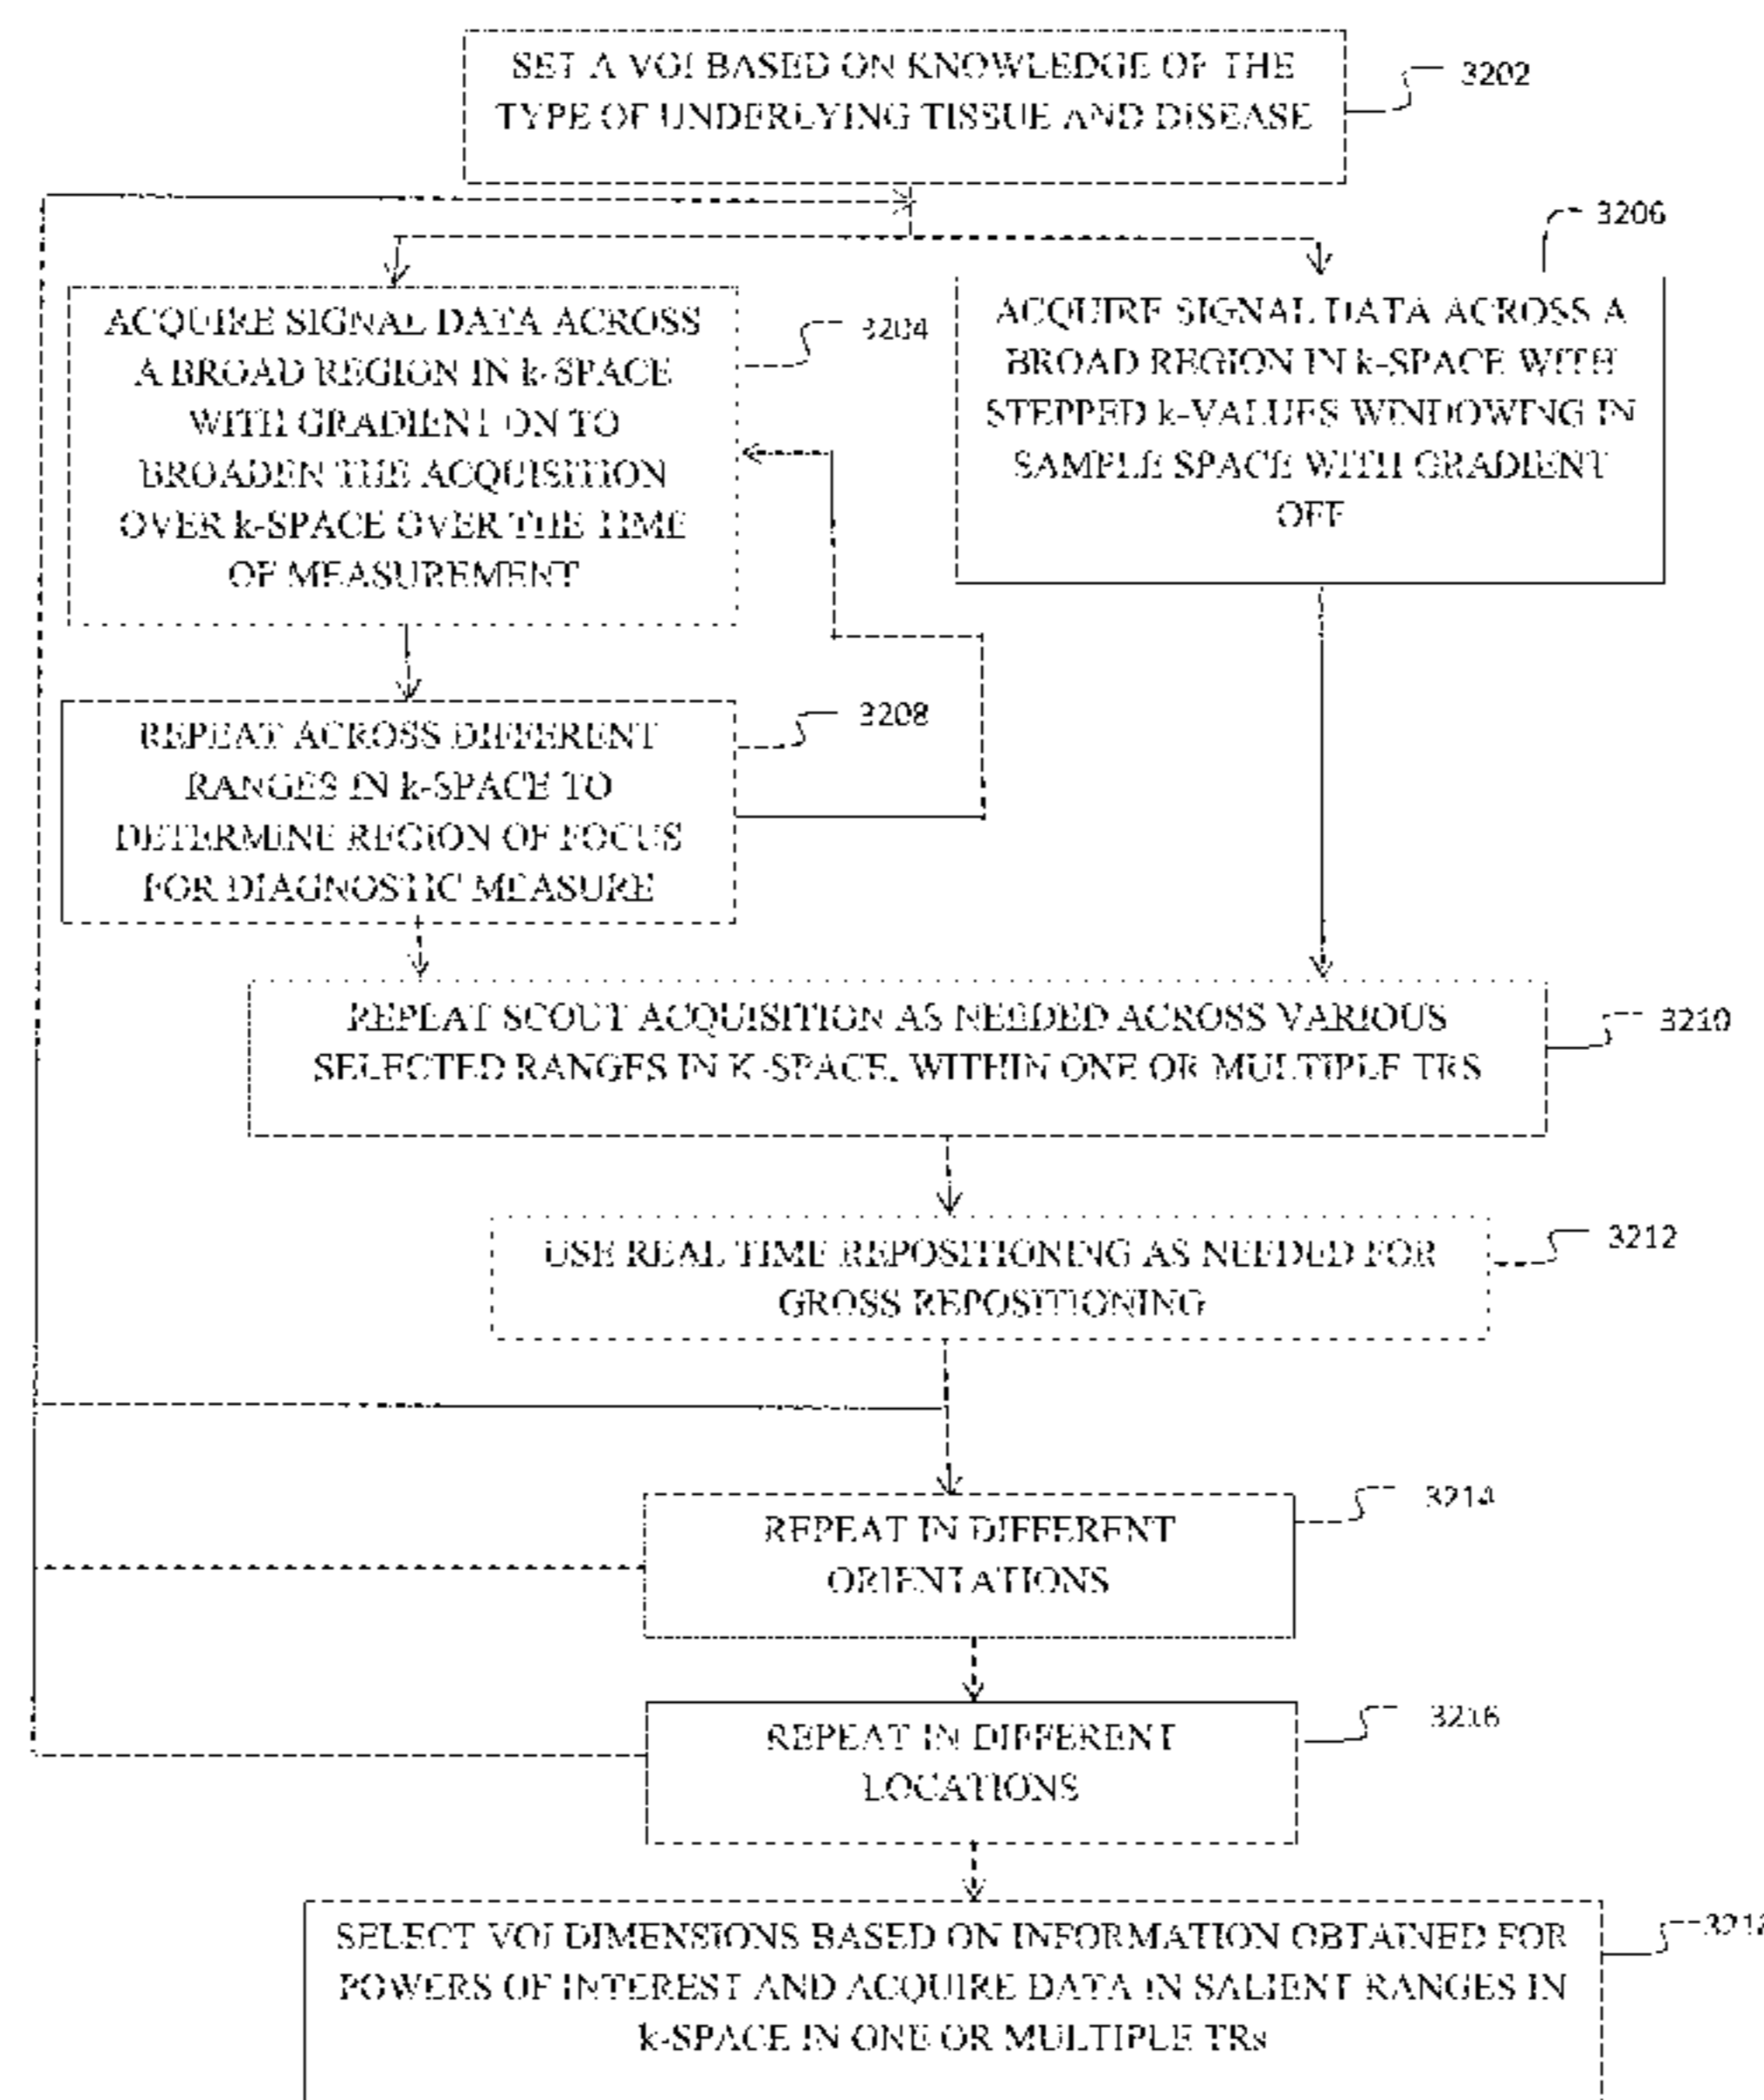 SET A VOI BASED ON KNOWLEDGE OF THE
TYPE OF UNDERLYING TISSUE AND DISEASE
3202
3206
ACQUIRE SIGNAL DATA ACROSS
A BROAD REGION IN k-SPACE
WITH GRADIENT ON TO
BROADEN THE ACQUISITION
OVER k-SPACE OVER THE TIME
OF MEASUREMENT
3204
ACQUIRE SIGNAL DATA ACROSS A
BROAD REGION IN k-SPACE WITH
STEPPED k-VALUES WINDOWING IN
SAMPLE SPACE WITH GRADIENT
OFF
REPEAT ACROSS DIFFERENT
RANGES IN k-SPACE TO
DETERMINE REGION OF FOCUS
FOR DIAGNOSTIC MEASURE
3208
REPEAT SCOUT ACQUISITION AS NEEDED ACROSS VARIOUS
SELECTED RANGES IN K-SPACE, WITHIN ONE OR MULTIPLE TRS
3210
USE REAL TIME REPOSITIONING AS NEEDED FOR
GROSS REPOSITIONING
3212
REPEAT IN DIFFERENT
ORIENTATIONS
3214
REPEAT IN DIFFERENT
LOCATIONS
3216
SELECT VOI DIMENSIONS BASED ON INFORMATION OBTAINED FOR
POWERS OF INTEREST AND ACQUIRE DATA IN SALIENT RANGES IN
k-SPACE IN ONE OR MULTIPLE TRs
3218